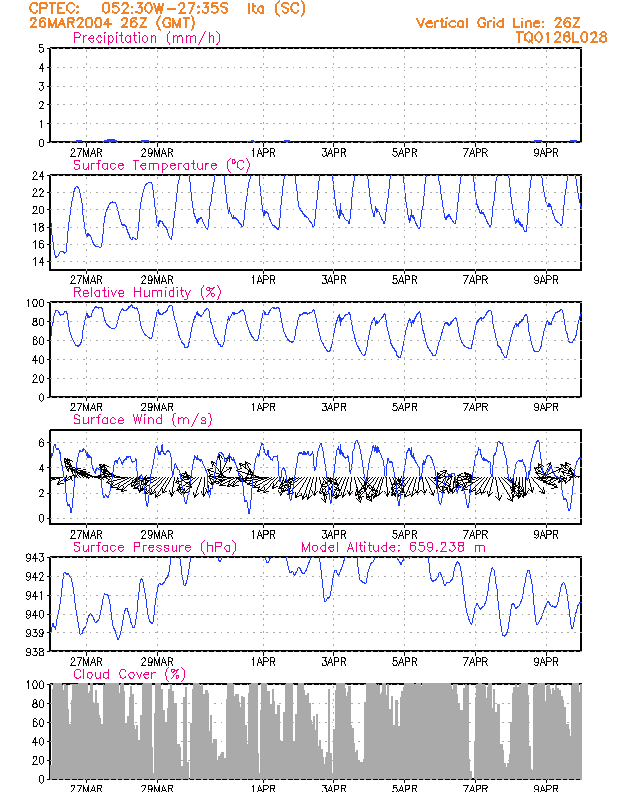 CPTEC: 052:30W-27:35S Ita (SC)
26MAR2004 26Z (GMT) Vertical Grid Line: 26Z
Precipitation (mm/h) TQ0126L028
5
4
3
2
1
0
27MAR 29MAR 1APR 3APR 5APR 7APR 9APR
Surface Temperature (°C)
24
22
20
18
16
14
27MAR 29MAR 1APR 3APR 5APR 7APR 9APR
Relative Humidity (%)
100
80
60
40
20
0
27MAR 29MAR 1APR 3APR 5APR 7APR 9APR
Surface Wind (m/s)
6
4
2
0
27MAR 29MAR 1APR 3APR 5APR 7APR 9APR
Surface Pressure (hPa) Model Altitude: 659.238 m
943
942
941
940
939
938
27MAR 29MAR 1APR 3APR 5APR 7APR 9APR
Cloud Cover (%)
100
80
60
40
20
0
27MAR 29MAR 1APR 3APR 5APR 7APR 9APR